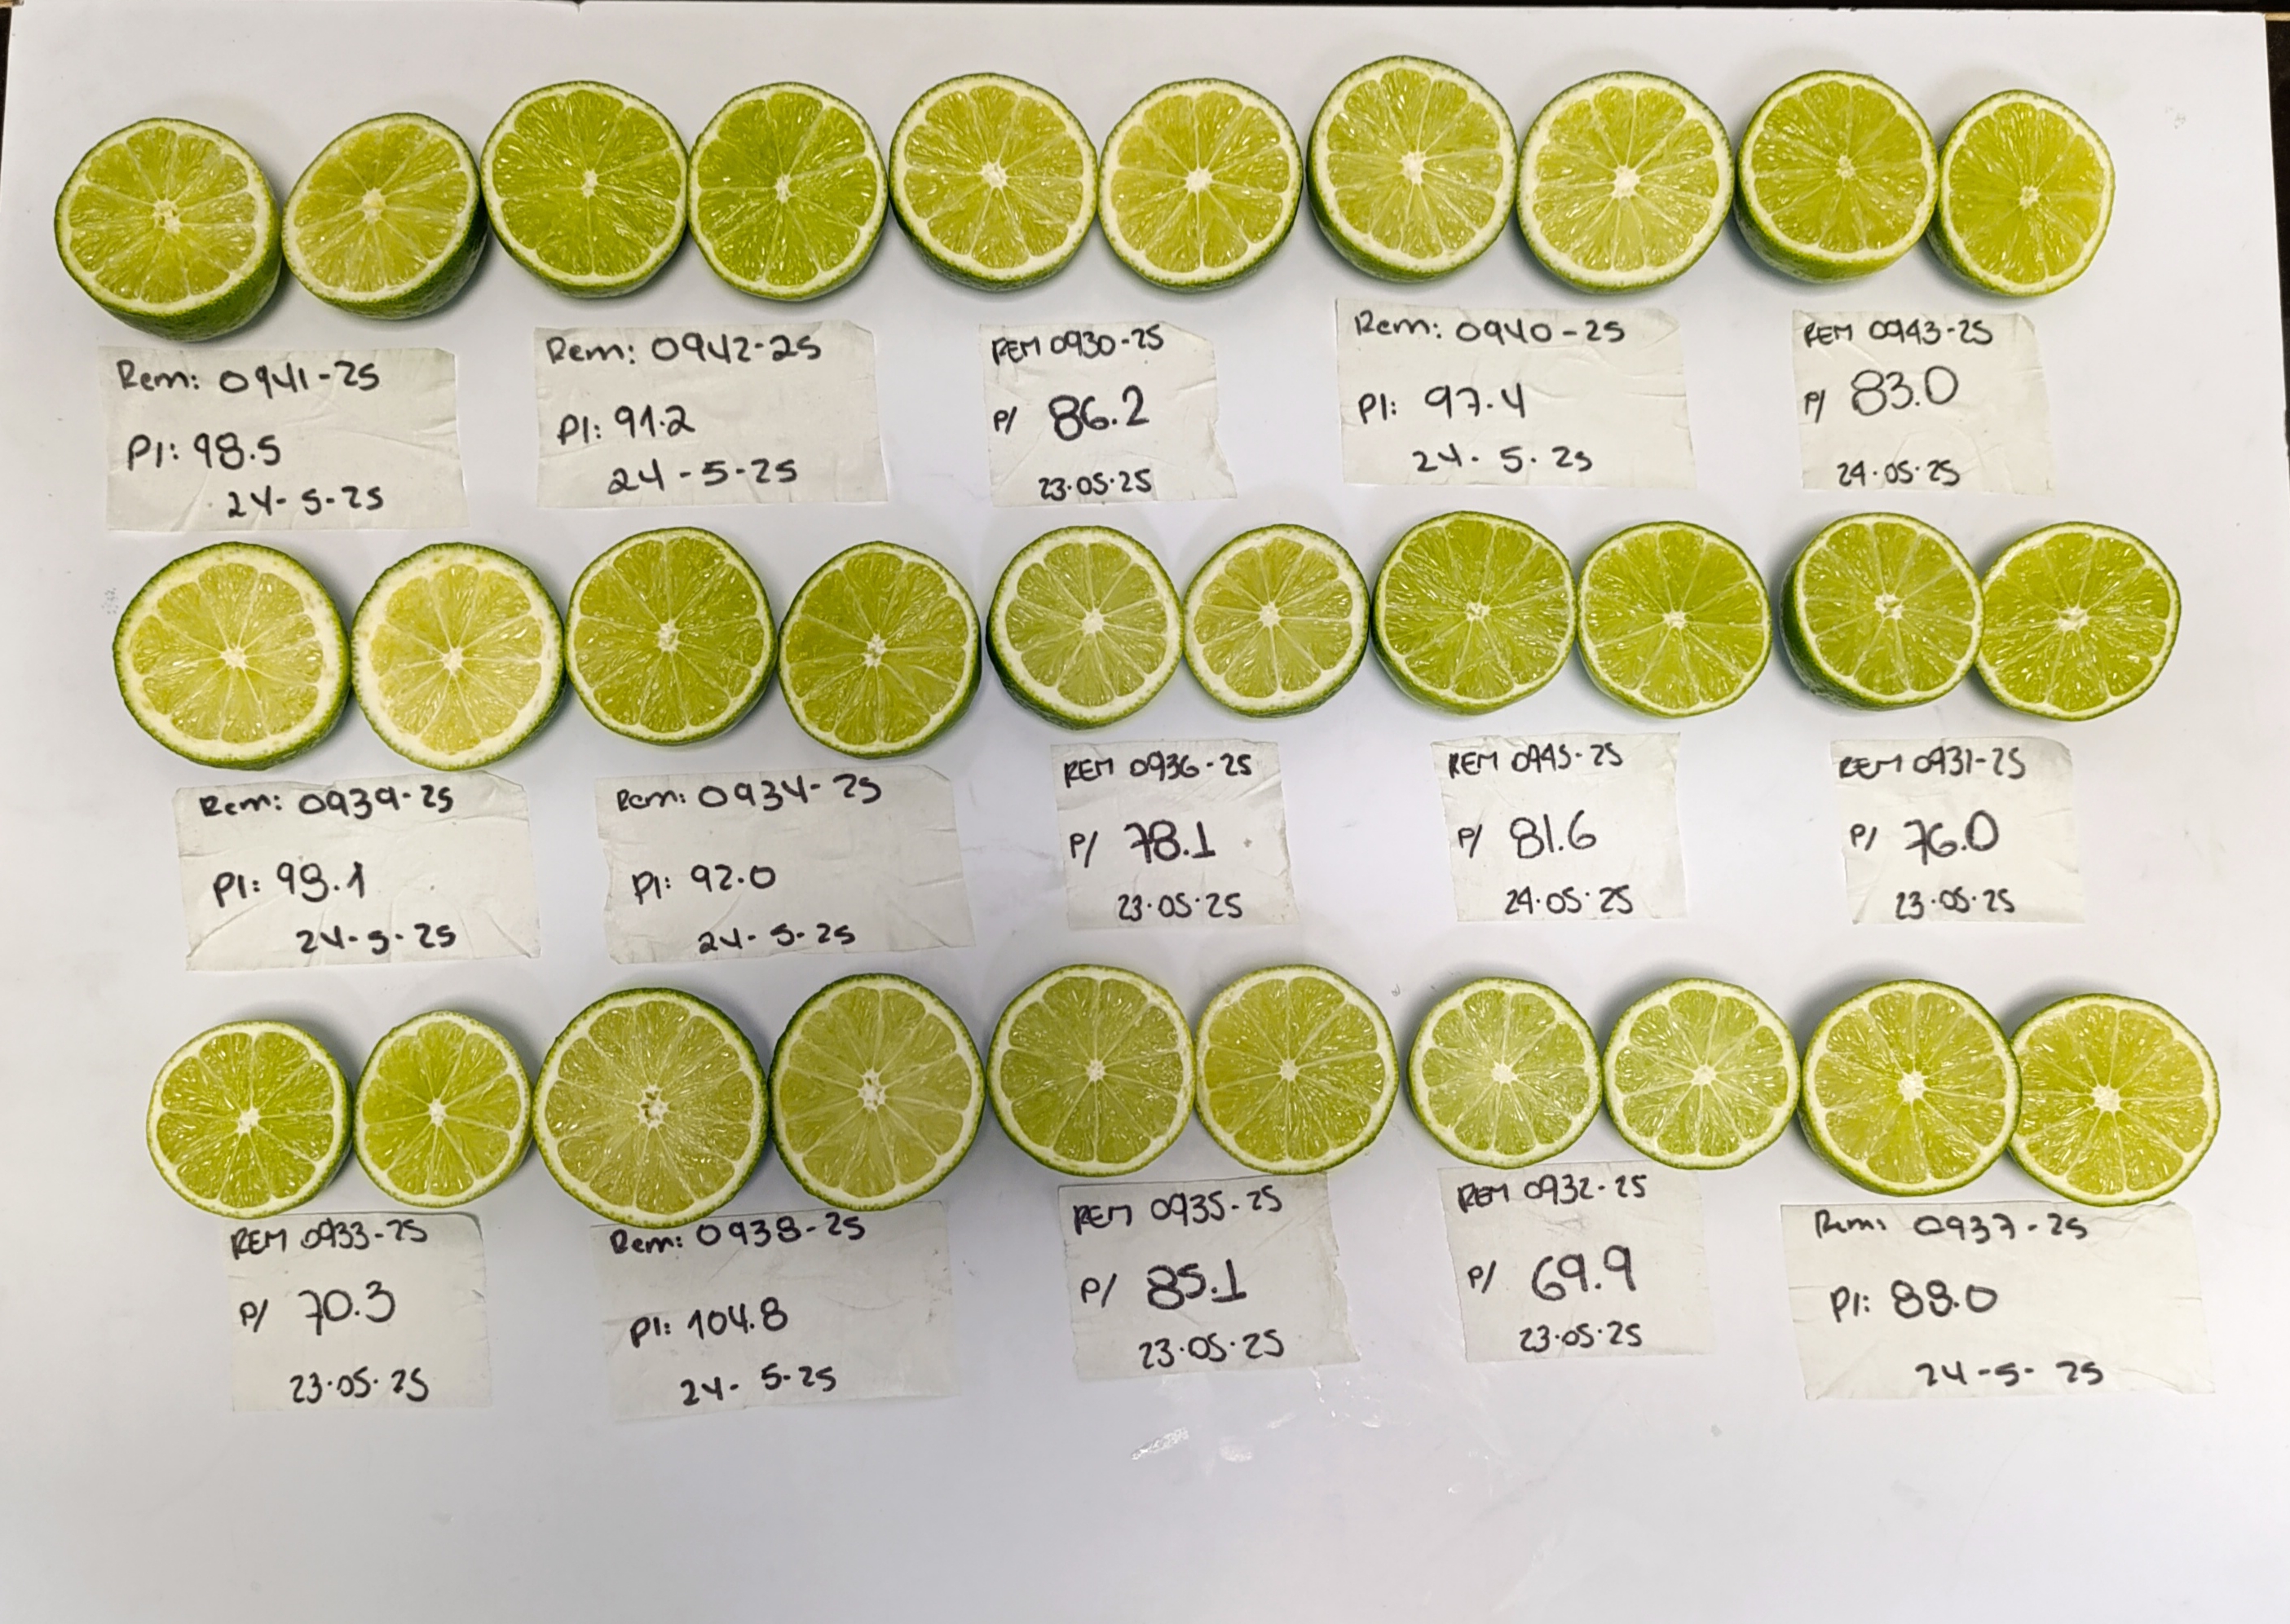 Rem: 0941-25
P1: 98.5
24-5-25
Rem: 0942-25
P1: 91.2
24-5-25
REM 0930-25
P/ 86.2
23.05.25
Rem: 0940-25
P1: 97.4
24.5.25
REM 0943-25
P/ 83.0
24.05.25
Rem: 0939-25
P1: 99.1
24-5-25
Rem: 0934-25
P1: 92.0
24-5-25
REM 0936-25
P/ 78.1
23.05.25
REM 0945-25
P/ 81.6
24.05.25
REM 0931-25
P/ 76.0
23.05.25
REM 0933-25
P/ 70.3
23.05.25
Rem: 0938-25
P1: 104.8
24-5-25
REM 0935-25
P/ 85.1
23.05.25
REM 0932-25
P/ 69.9
23.05.25
Rem: 0937-25
P1: 88.0
24-5-25